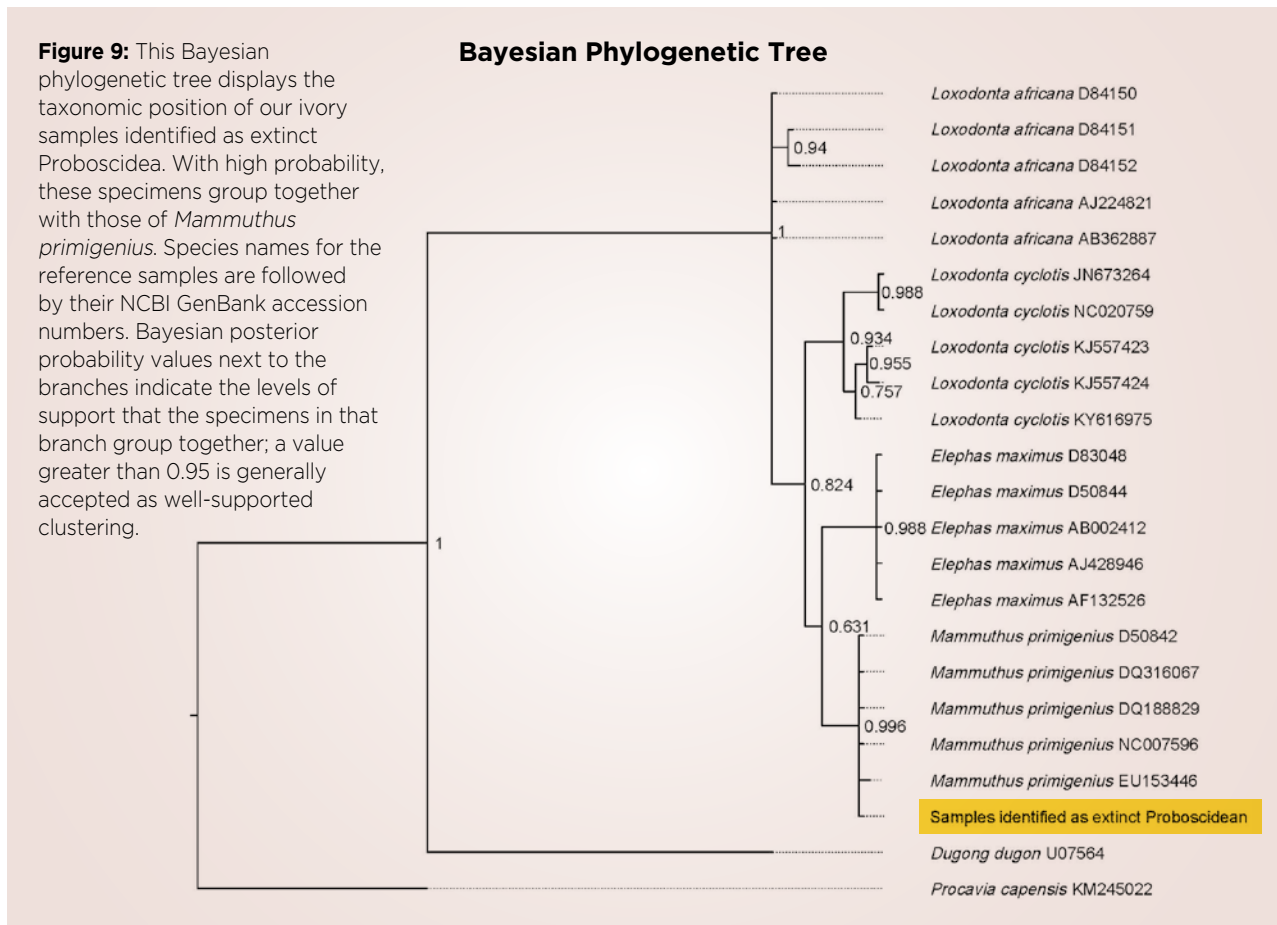 Figure 9: This Bayesian
phylogenetic tree displays the
taxonomic position of our ivory
samples identified as extinct
Proboscidea. With high probability,
these specimens group together
with those of Mammuthus
primigenius. Species names for the
reference samples are followed
by their NCBI GenBank accession
numbers. Bayesian posterior
probability values next to the
branches indicate the levels of
support that the specimens in that
branch group together; a value
greater than 0.95 is generally
accepted as well-supported
clustering.
Bayesian Phylogenetic Tree
Loxodonta africana D84150
Loxodonta africana D84151
0.94
Loxodonta africana D84152
Loxodonta africana AJ224821
1
Loxodonta africana AB362887
Loxodonta cyclotis JN673264
0.988
Loxodonta cyclotis NC020759
0.934
Loxodonta cyclotis KJ557423
0.955
Loxodonta cyclotis KJ557424
0.757
Loxodonta cyclotis KY616975
Elephas maximus D83048
0.824
Elephas maximus D50844
0.988 Elephas maximus AB002412
1
Elephas maximus AJ428946
Elephas maximus AF132526
0.631
Mammuthus primigenius D50842
Mammuthus primigenius DQ316067
Mammuthus primigenius DQ188829
0.996
Mammuthus primigenius NC007596
Mammuthus primigenius EU153446
Samples identified as extinct Proboscidean
Dugong dugon U07564
Procavia capensis KM245022